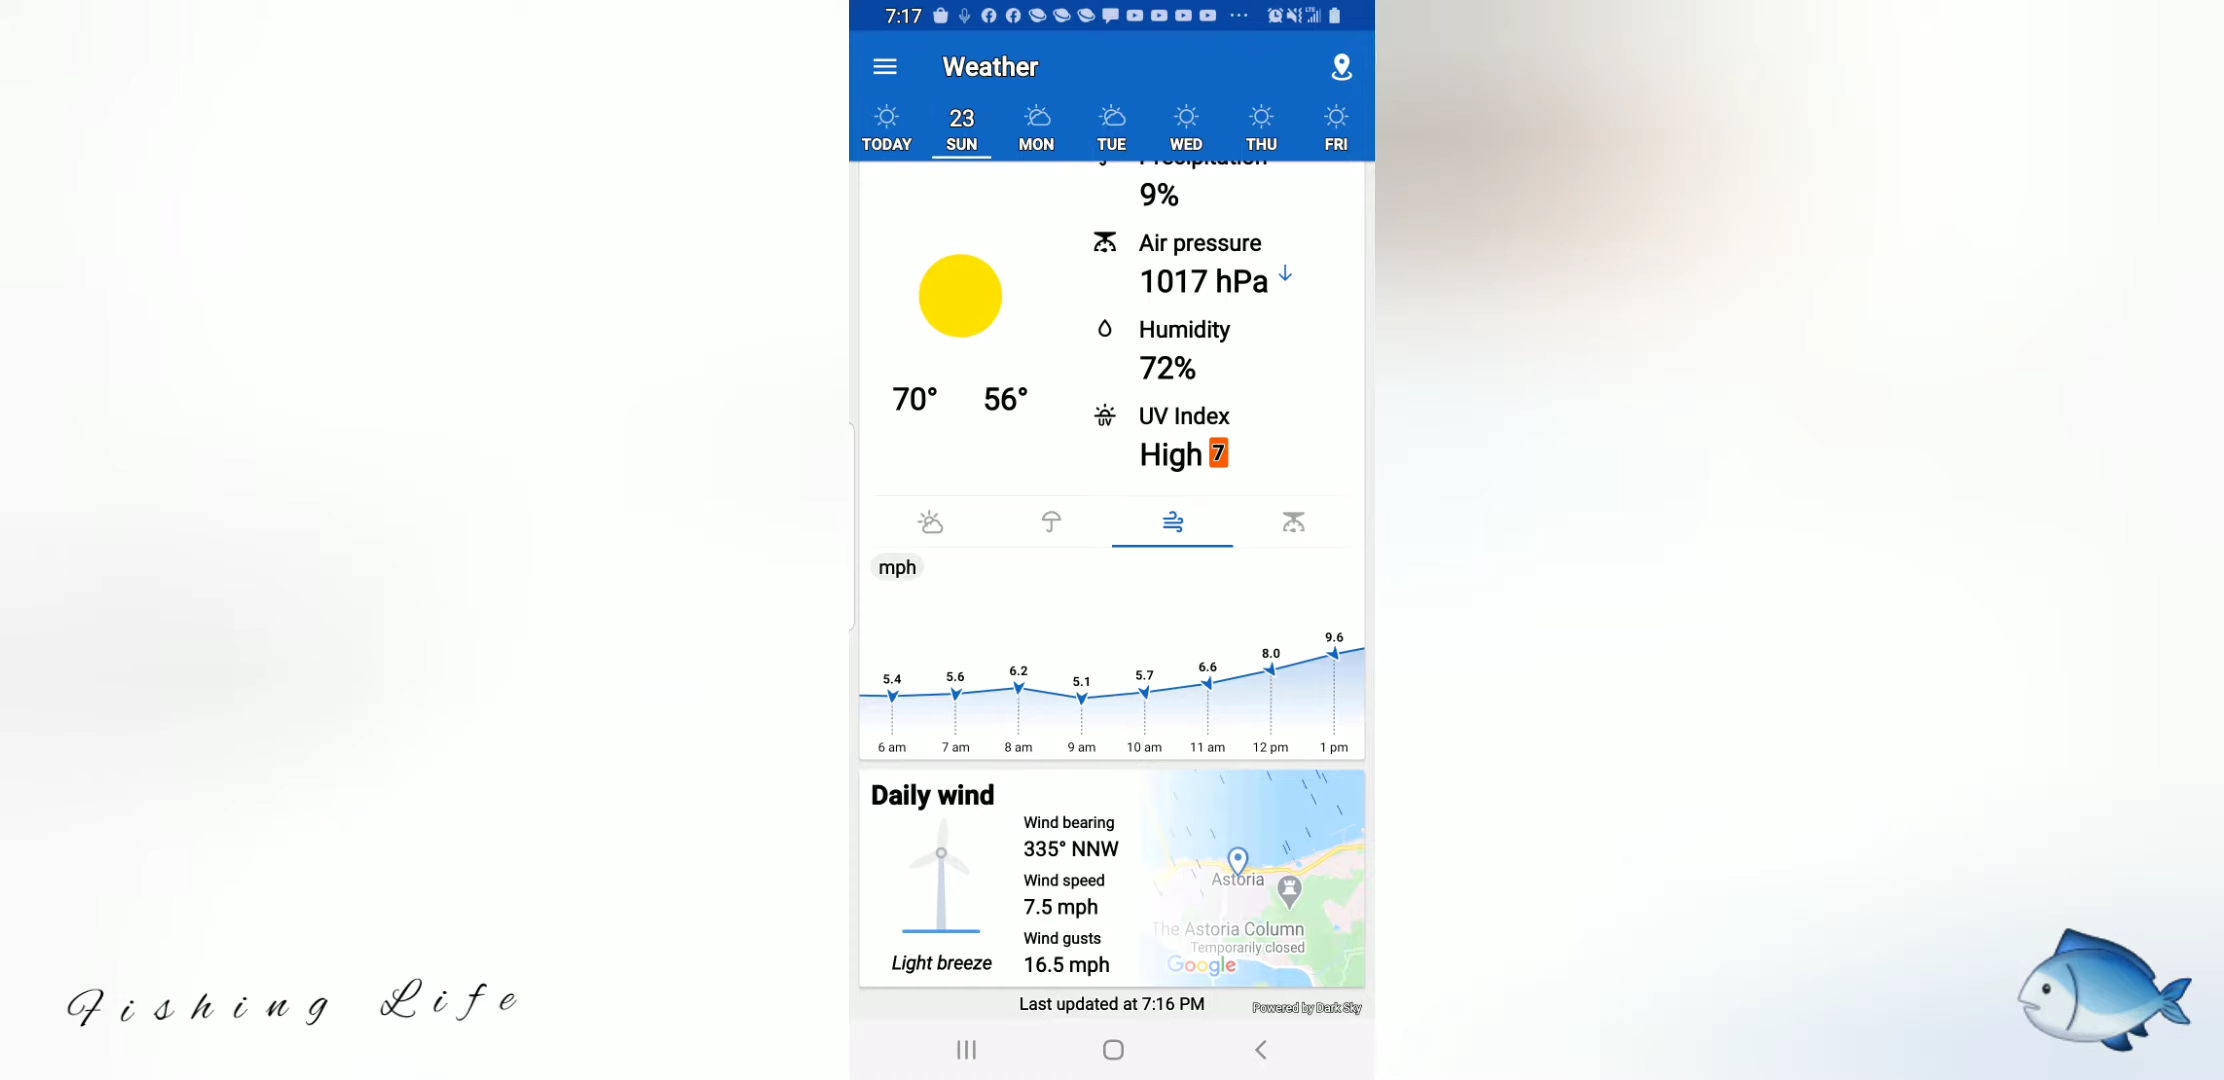 7:17
Weather
TODAY
23
SUN
MON
TUE
WED
THU
FRI
Precipitation
9%
Air pressure
1017 hPa
Humidity
72%
70° 56°
UV Index
UV
High 7
mph
5.4 5.6 6.2 5.1 5.7 6.6 8.0 9.6
6 am 7 am 8 am 9 am 10 am 11 am 12 pm 1 pm
Daily wind
Wind bearing
335° NNW
Wind speed
7.5 mph
Wind gusts
16.5 mph
Light breeze
Astoria
The Astoria Column
Temporarily closed
Google
Last updated at 7:16 PM
Powered by Dark Sky
Fishing Life